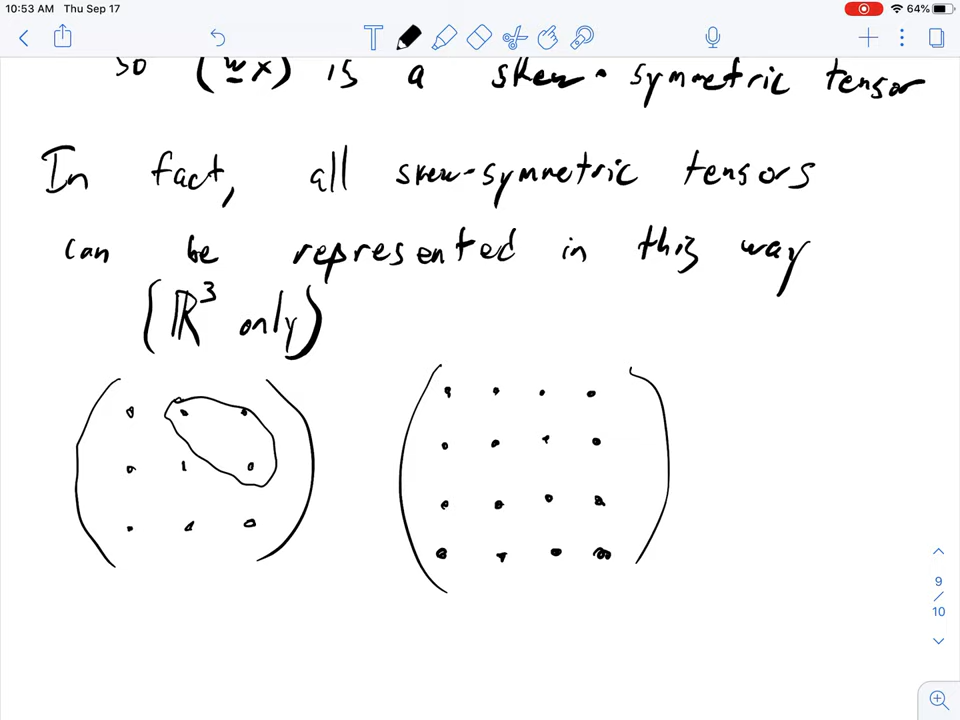 10:53 AM Thu Sep 17
64%
so (w x) is a skew-symmetric tensor
In fact, all skew-symmetric tensors
can be represented in this way
(ℝ³ only)
9
/
10